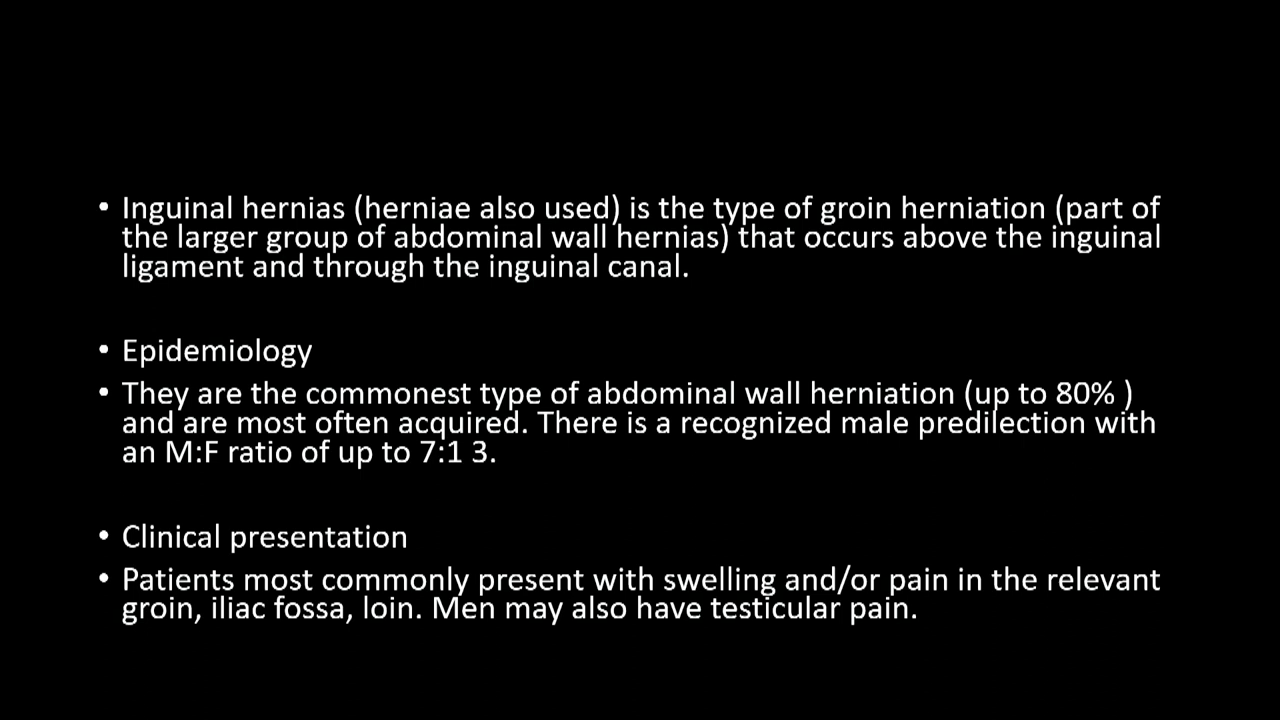 • Inguinal hernias (herniae also used) is the type of groin herniation (part of
the larger group of abdominal wall hernias) that occurs above the inguinal
ligament and through the inguinal canal.
• Epidemiology
• They are the commonest type of abdominal wall herniation (up to 80% )
and are most often acquired. There is a recognized male predilection with
an M:F ratio of up to 7:1 3.
• Clinical presentation
• Patients most commonly present with swelling and/or pain in the relevant
groin, iliac fossa, loin. Men may also have testicular pain.